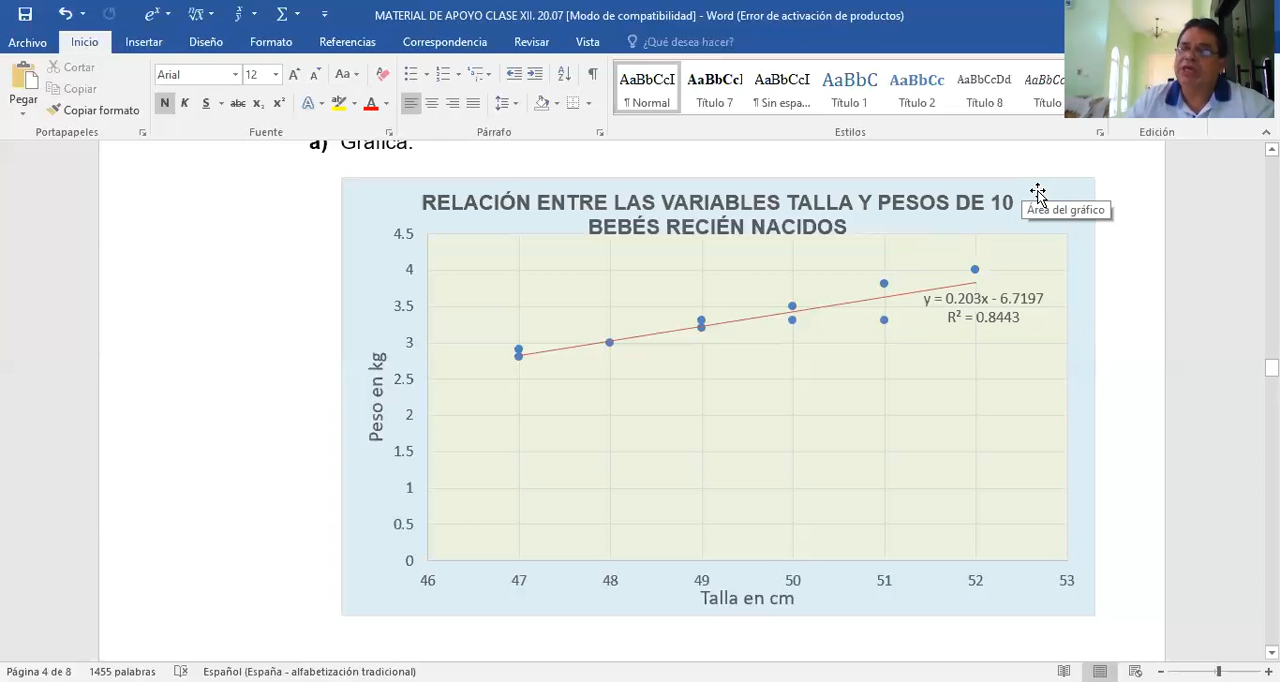 MATERIAL DE APOYO CLASE XII. 20.07 [Modo de compatibilidad] - Word (Error de activación de productos)
Archivo Inicio Insertar Diseño Formato Referencias Correspondencia Revisar Vista ¿Qué desea hacer?
Pegar
Cortar
Copiar
Copiar formato
Portapapeles
Arial 12
Fuente
Párrafo
AaBbCcI AaBbCcI AaBbCcI AaBbC AaBbCc AaBbCcDd AaBbCc
¶ Normal Título 7 ¶ Sin espa... Título 1 Título 2 Título 8 Título
Estilos
Edición
a) Gráfica.
RELACIÓN ENTRE LAS VARIABLES TALLA Y PESOS DE 10
BEBÉS RECIÉN NACIDOS
Área del gráfico
4.5
4
3.5
3
2.5
2
1.5
1
0.5
0
Peso en kg
y = 0.203x - 6.7197
R² = 0.8443
46 47 48 49 50 51 52 53
Talla en cm
Página 4 de 8 1455 palabras Español (España - alfabetización tradicional)